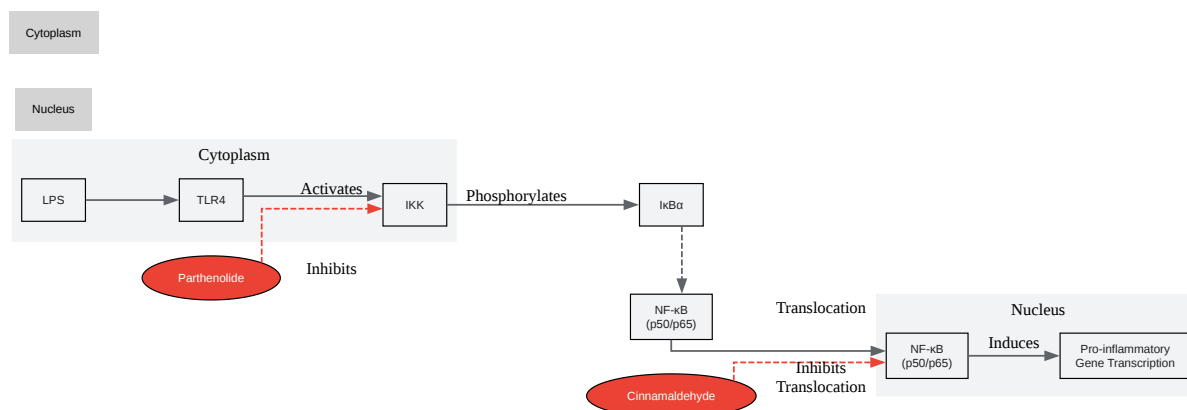 Cytoplasm
Nucleus
Cytoplasm
LPS
TLR4
Activates
IKK
Phosphorylates
IκBα
Parthenolide
Inhibits
NF-κB
(p50/p65)
Translocation
Nucleus
NF-κB
(p50/p65)
Induces
Pro-inflammatory
Gene Transcription
Inhibits
Translocation
Cinnamaldehyde